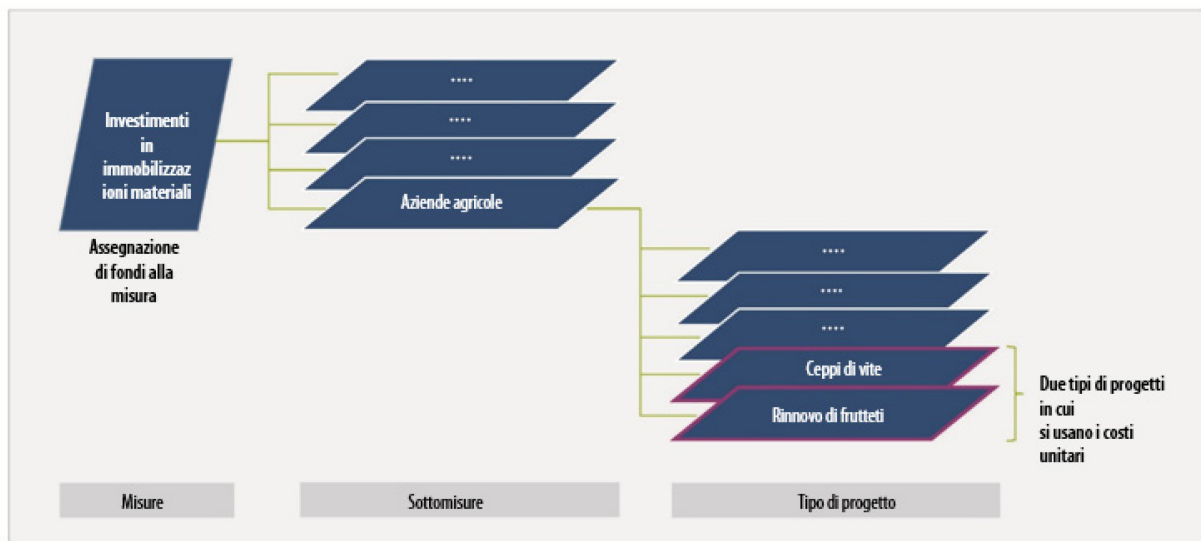 Investimenti
in
immobilizzaz
ioni materiali
Assegnazione
di fondi alla
misura
....
....
....
Aziende agricole
....
....
....
Ceppi di vite
Rinnovo di frutteti
Due tipi di progetti
in cui
si usano i costi
unitari
Misure
Sottomisure
Tipo di progetto